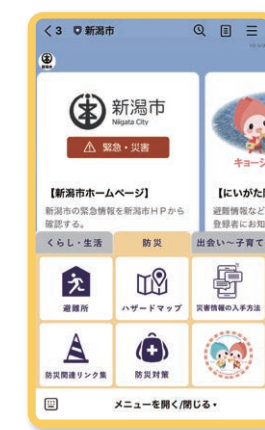 3 新潟市
新潟市
Niigata City
緊急・災害
キョージ
【新潟市ホームページ】
【にいがた
新潟市の緊急情報を新潟市HPから
確認する。
避難情報など
登録者にお知
くらし・生活
防災
出会い~子育て
避難所
ハザードマップ
災害情報の入手方法
防災関連リンク集
防災対策
メニューを開く/閉じる